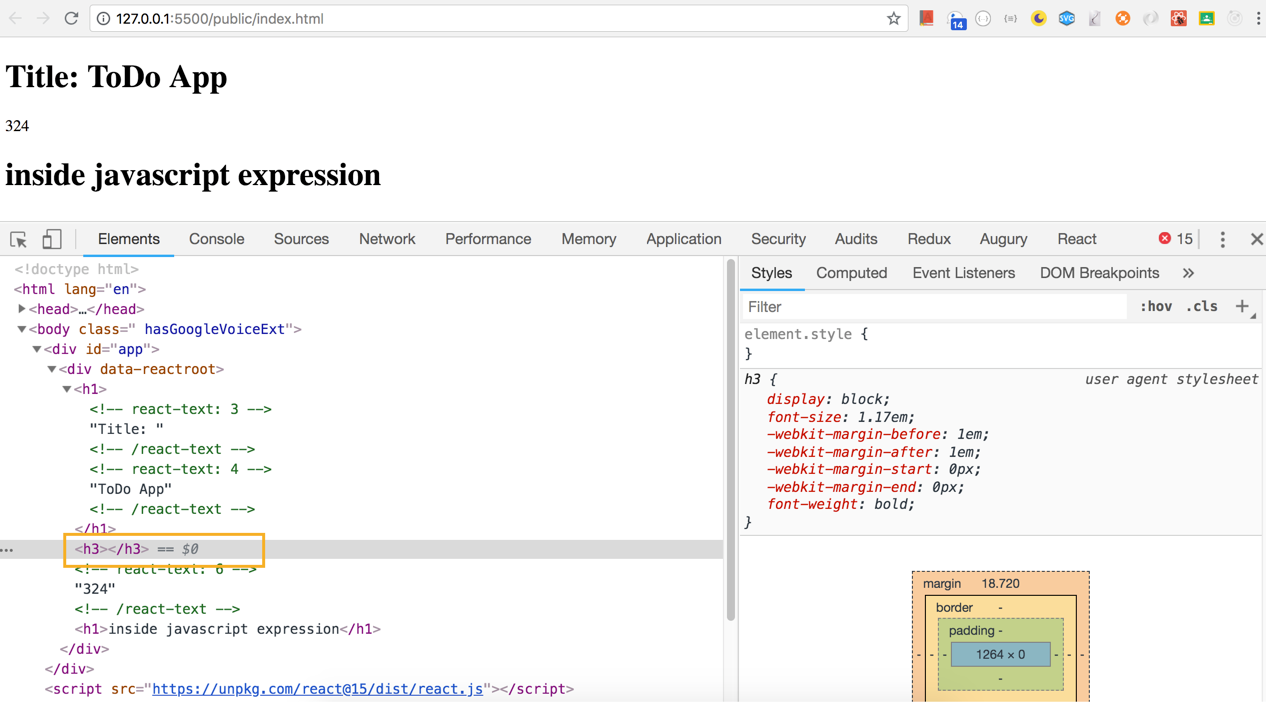 127.0.0.1:5500/public/index.html
14
SVG
Title: ToDo App
324
inside javascript expression
Elements Console Sources Network Performance Memory Application Security Audits Redux Augury React 15
<!doctype html>
<html lang="en">
<head>…</head>
<body class=" hasGoogleVoiceExt">
<div id="app">
<div data-reactroot>
<h1>
<!-- react-text: 3 -->
"Title: "
<!-- /react-text -->
<!-- react-text: 4 -->
"ToDo App"
<!-- /react-text -->
</h1>
<h3></h3> == $0
<!-- react-text: 6 -->
"324"
<!-- /react-text -->
<h1>inside javascript expression</h1>
</div>
</div>
<script src="https://unpkg.com/react@15/dist/react.js"></script>
Styles Computed Event Listeners DOM Breakpoints »
Filter :hov .cls +
element.style {
}
h3 { user agent stylesheet
display: block;
font-size: 1.17em;
-webkit-margin-before: 1em;
-webkit-margin-after: 1em;
-webkit-margin-start: 0px;
-webkit-margin-end: 0px;
font-weight: bold;
}
margin 18.720
border -
padding -
- - - 1264 × 0 - - -
-